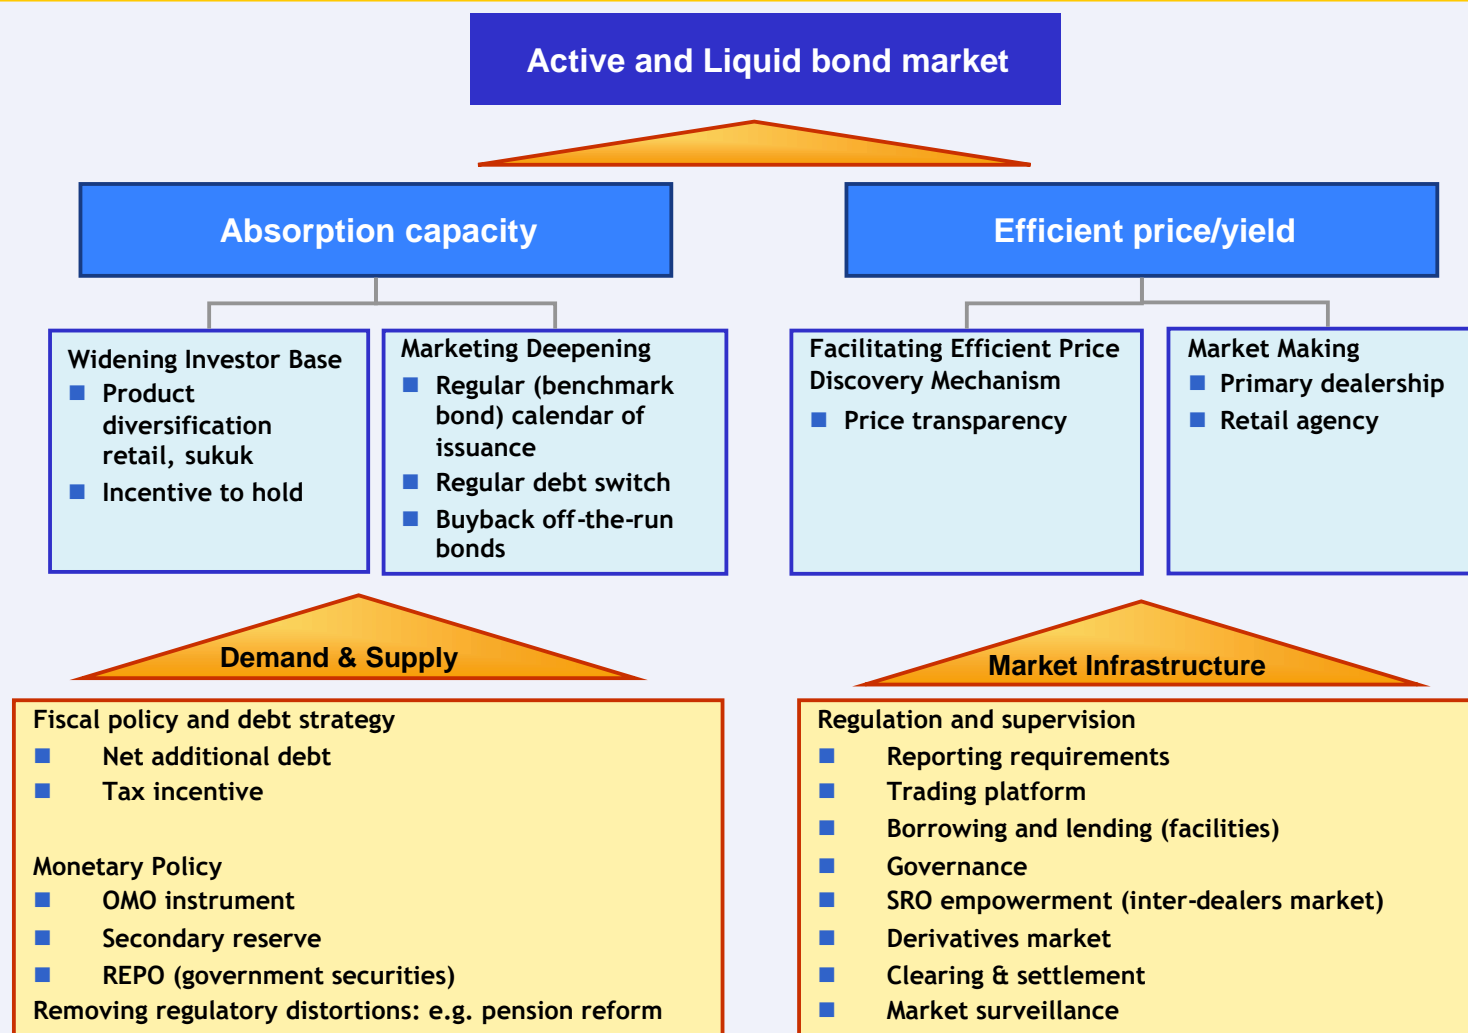 Active and Liquid bond market
Absorption capacity
Efficient price/yield
Widening Investor Base
Product
diversification
retail, sukuk
Incentive to hold
Marketing Deepening
Regular (benchmark
bond) calendar of
issuance
Regular debt switch
Buyback off-the-run
bonds
Facilitating Efficient Price
Discovery Mechanism
Price transparency
Market Making
Primary dealership
Retail agency
Demand & Supply
Market Infrastructure
Fiscal policy and debt strategy
Net additional debt
Tax incentive
Monetary Policy
OMO instrument
Secondary reserve
REPO (government securities)
Removing regulatory distortions: e.g. pension reform
Regulation and supervision
Reporting requirements
Trading platform
Borrowing and lending (facilities)
Governance
SRO empowerment (inter-dealers market)
Derivatives market
Clearing & settlement
Market surveillance